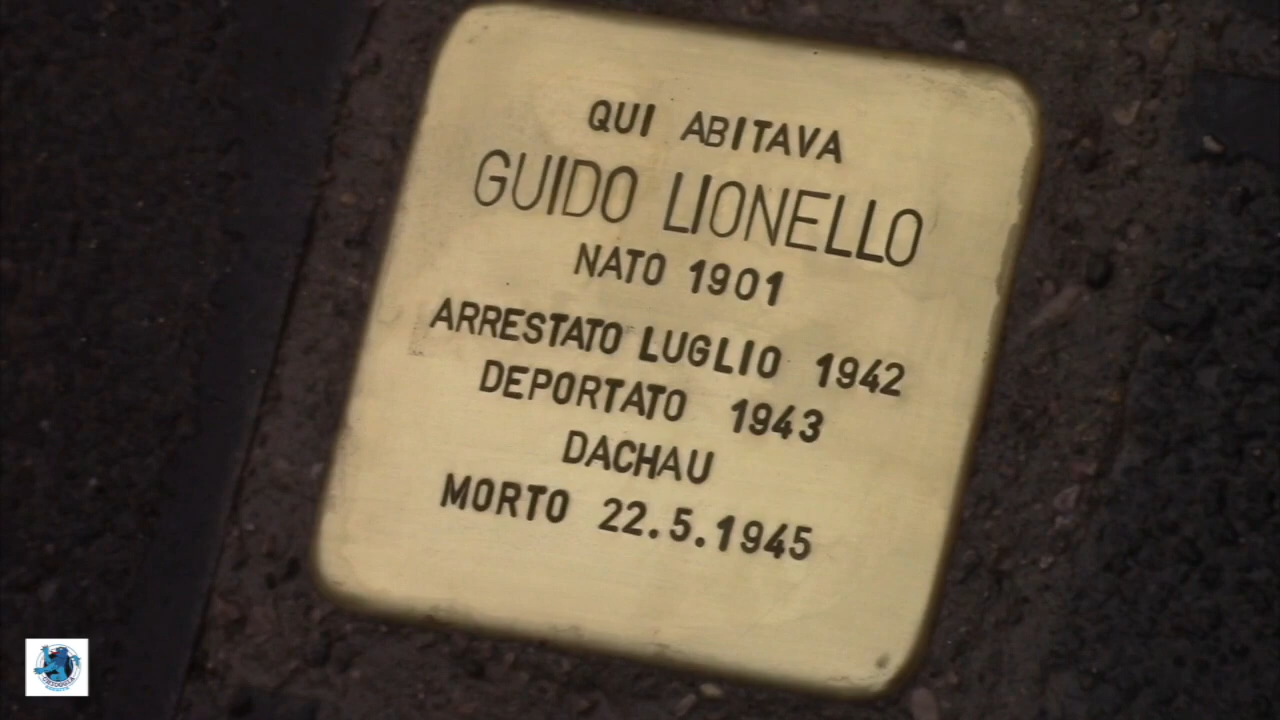 QUI ABITAVA
GUIDO LIONELLO
NATO 1901
ARRESTATO LUGLIO 1942
DEPORTATO 1943
DACHAU
MORTO 22.5.1945